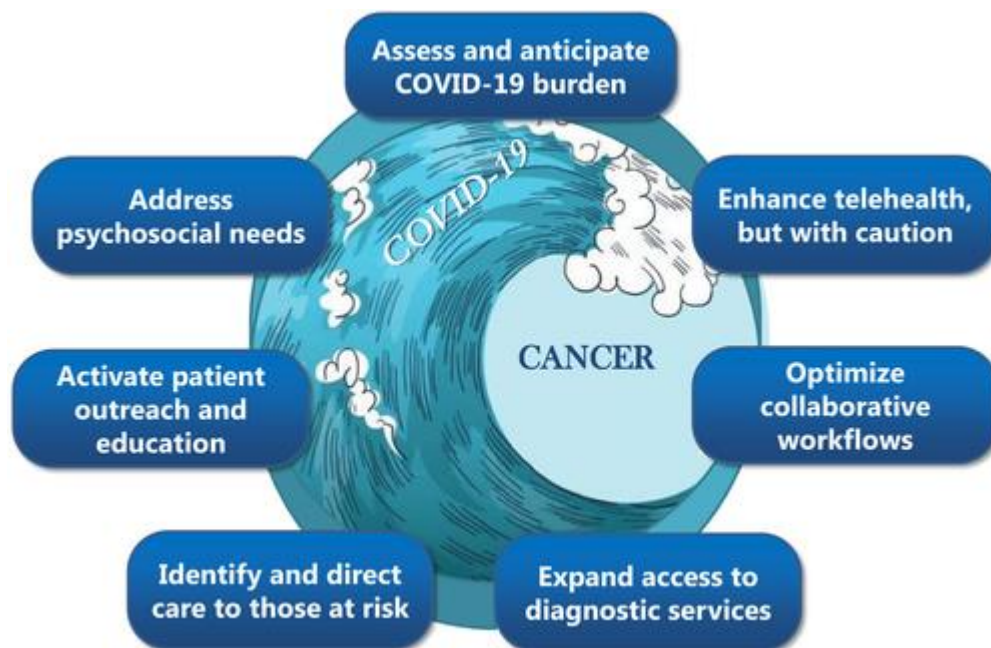 Assess and anticipate
COVID-19 burden
Address
psychosocial needs
COVID-19
Enhance telehealth,
but with caution
CANCER
Activate patient
outreach and
education
Optimize
collaborative
workflows
Identify and direct
care to those at risk
Expand access to
diagnostic services